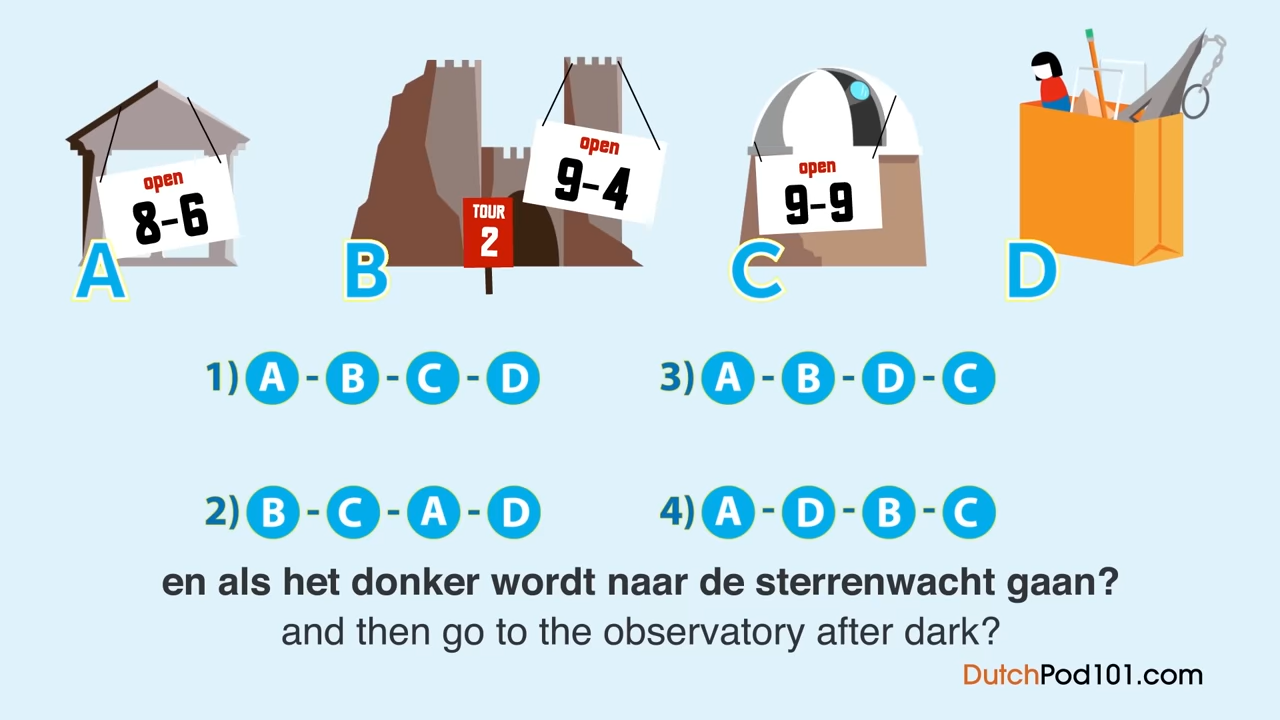 open
8-6
A
TOUR
2
open
9-4
B
open
9-9
C
D
1) A - B - C - D
3) A - B - D - C
2) B - C - A - D
4) A - D - B - C
en als het donker wordt naar de sterrenwacht gaan?
and then go to the observatory after dark?
DutchPod101.com